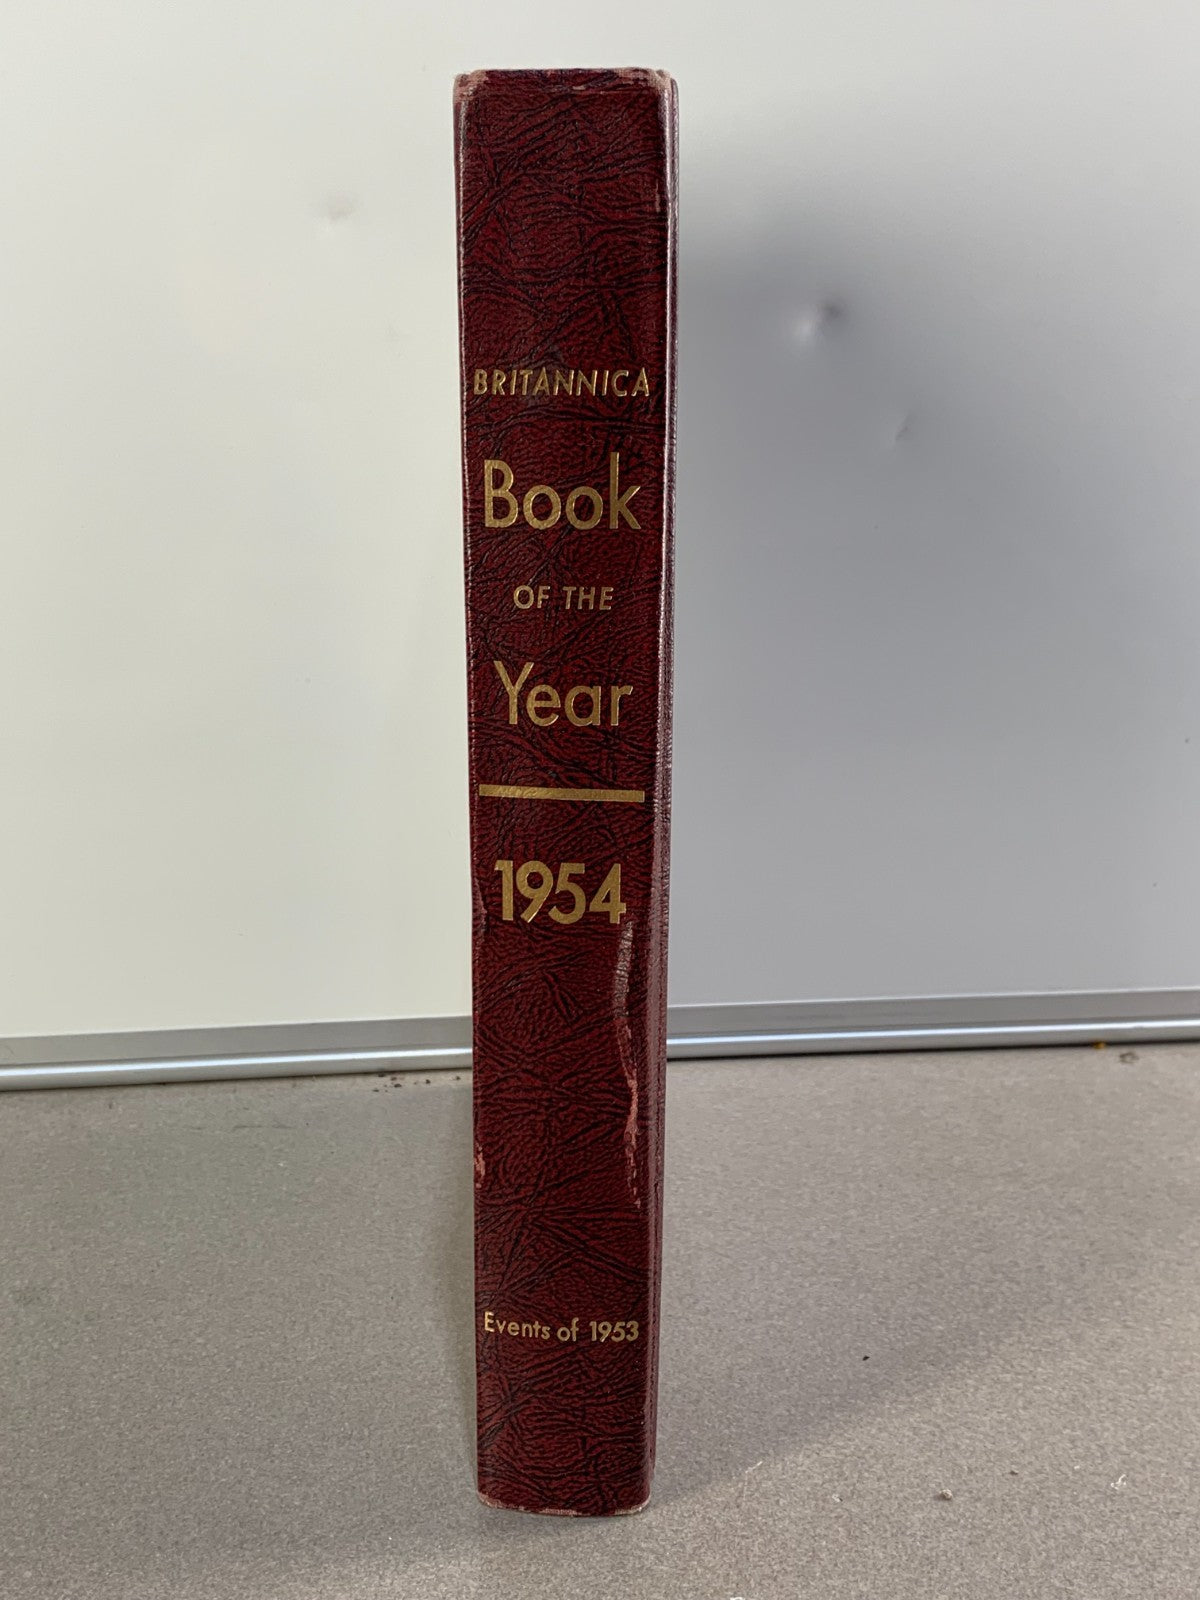 BRITANNICA
Book
OF THE
Year
1954
Events of 1953